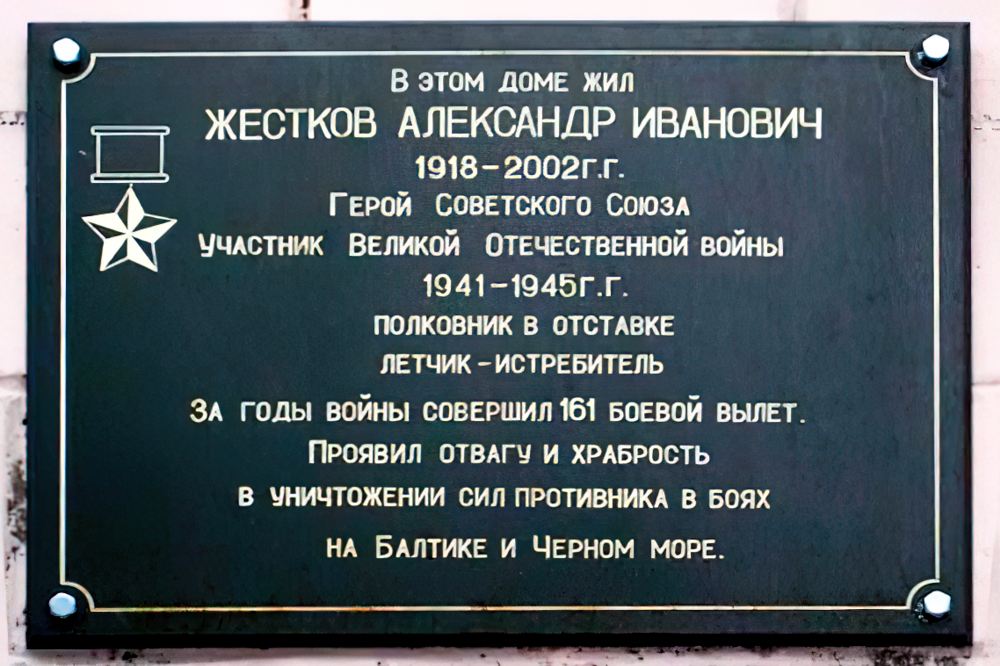 В этом доме жил
ЖЕСТКОВ АЛЕКСАНДР ИВАНОВИЧ
1918-2002г.г.
Герой Советского Союза
Участник Великой Отечественной войны
1941-1945г.г.
полковник в отставке
летчик-истребитель
За годы войны совершил 161 боевой вылет.
Проявил отвагу и храбрость
в уничтожении сил противника в боях
на Балтике и Черном море.